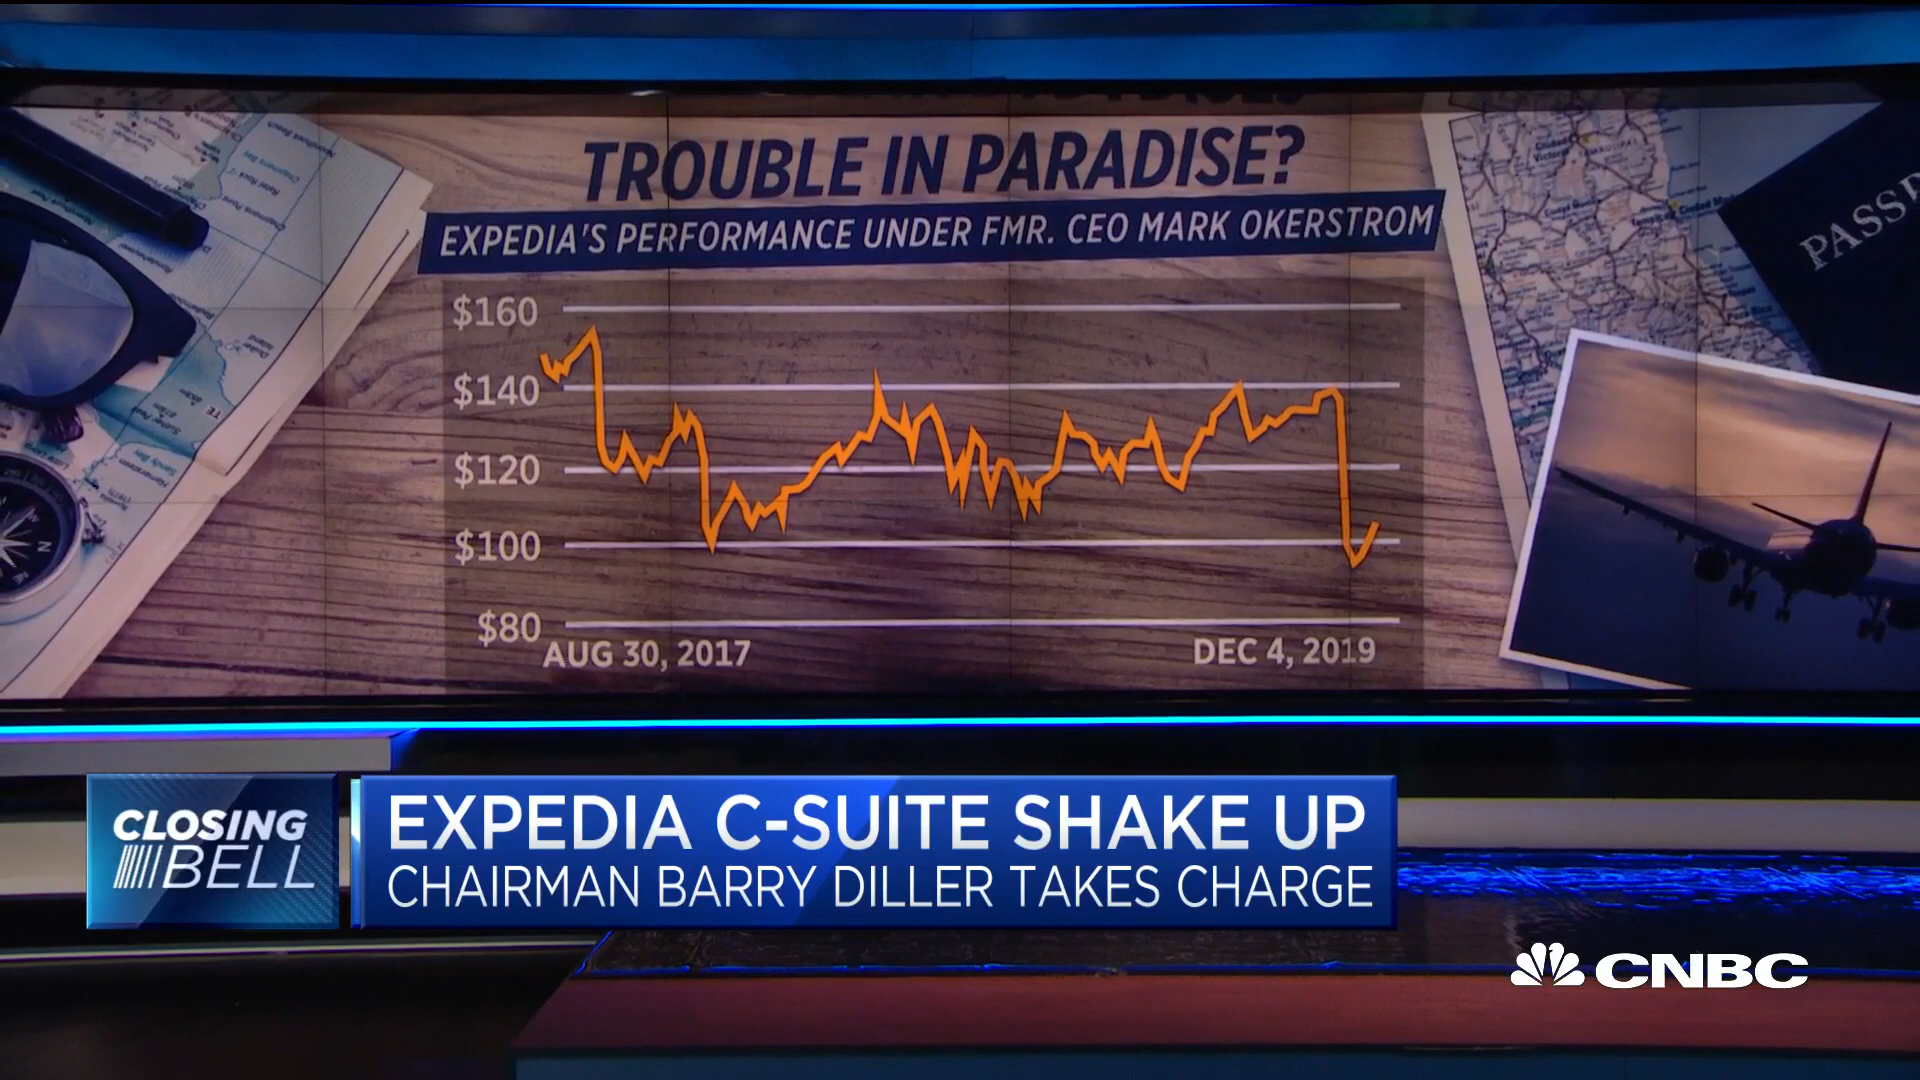 TROUBLE IN PARADISE?
EXPEDIA'S PERFORMANCE UNDER FMR. CEO MARK OKERSTROM
$160
$140
$120
$100
$80
AUG 30, 2017
DEC 4, 2019
PASSP
CLOSING
BELL
EXPEDIA C-SUITE SHAKE UP
CHAIRMAN BARRY DILLER TAKES CHARGE
CNBC